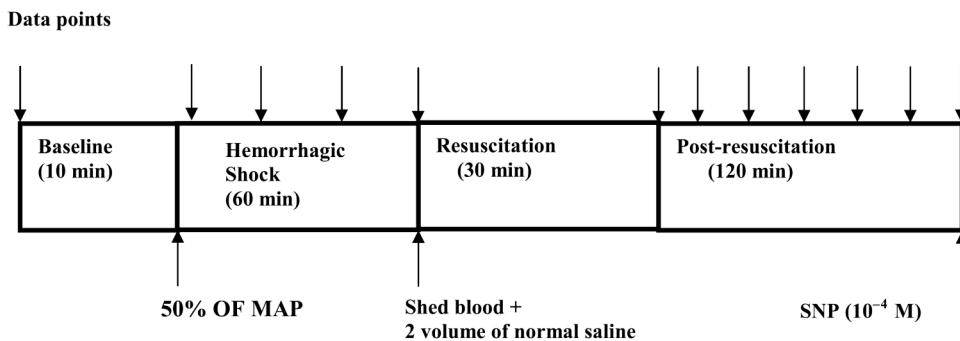 Data points
Baseline
(10 min)
Hemorrhagic
Shock
(60 min)
Resuscitation
(30 min)
Post-resuscitation
(120 min)
50% OF MAP
Shed blood +
2 volume of normal saline
SNP (10⁻⁴ M)